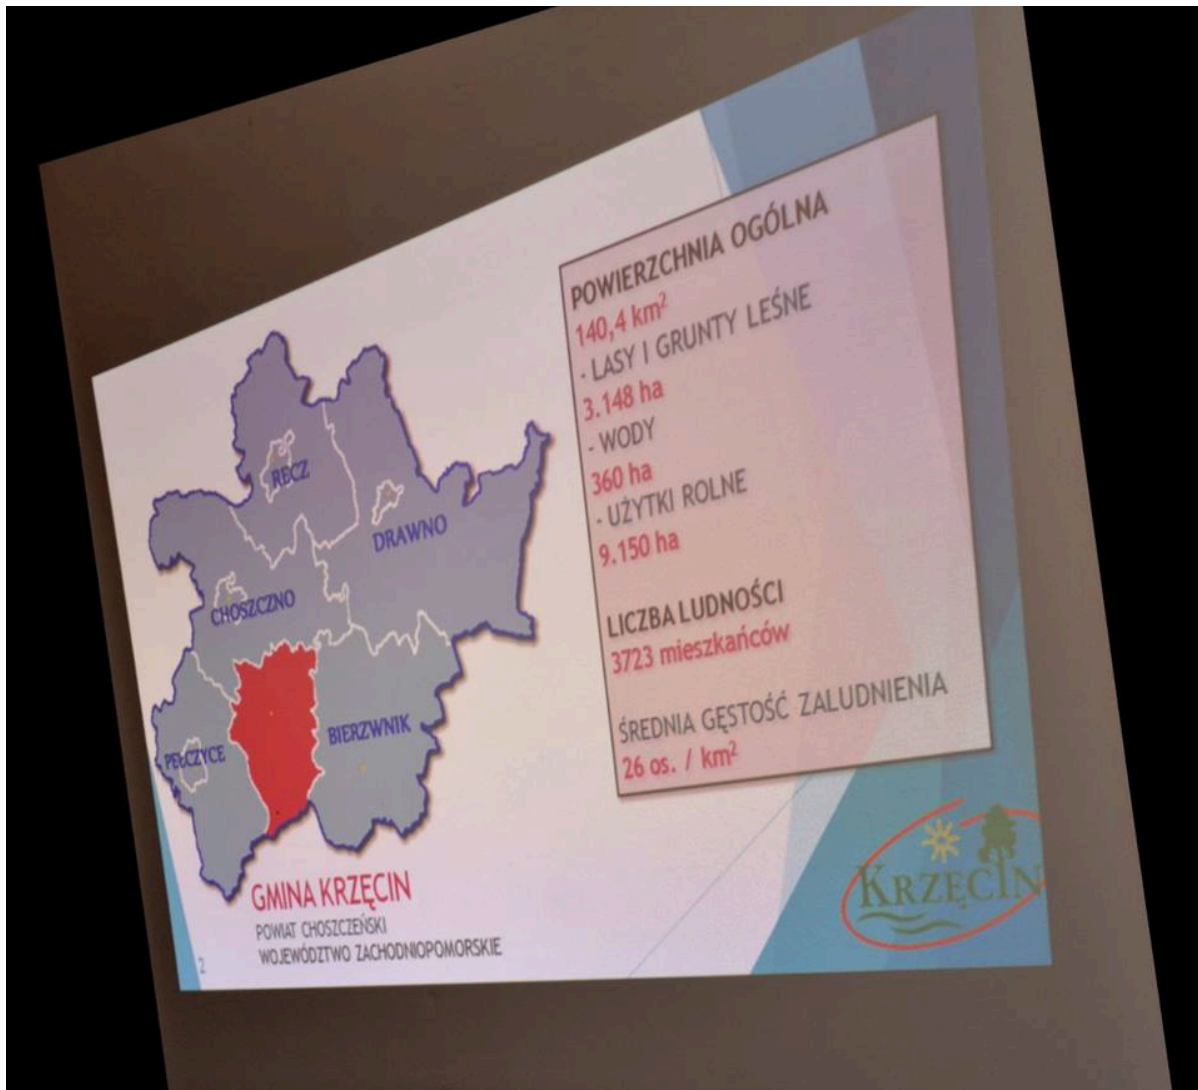 POWIERZCHNIA OGÓLNA
140,4 km²
- LASY I GRUNTY LEŚNE
3.148 ha
- WODY
360 ha
- UŻYTKI ROLNE
9.150 ha
LICZBA LUDNOŚCI
3723 mieszkańców
ŚREDNIA GĘSTOŚĆ ZALUDNIENIA
26 os. / km²
RECZ
DRAWNO
CHOSZCZNO
PEŁCZYCE
BIERZWNIK
GMINA KRZĘCIN
POWIAT CHOSZCZEŃSKI
WOJEWÓDZTWO ZACHODNIOPOMORSKIE
2
KRZĘCIN